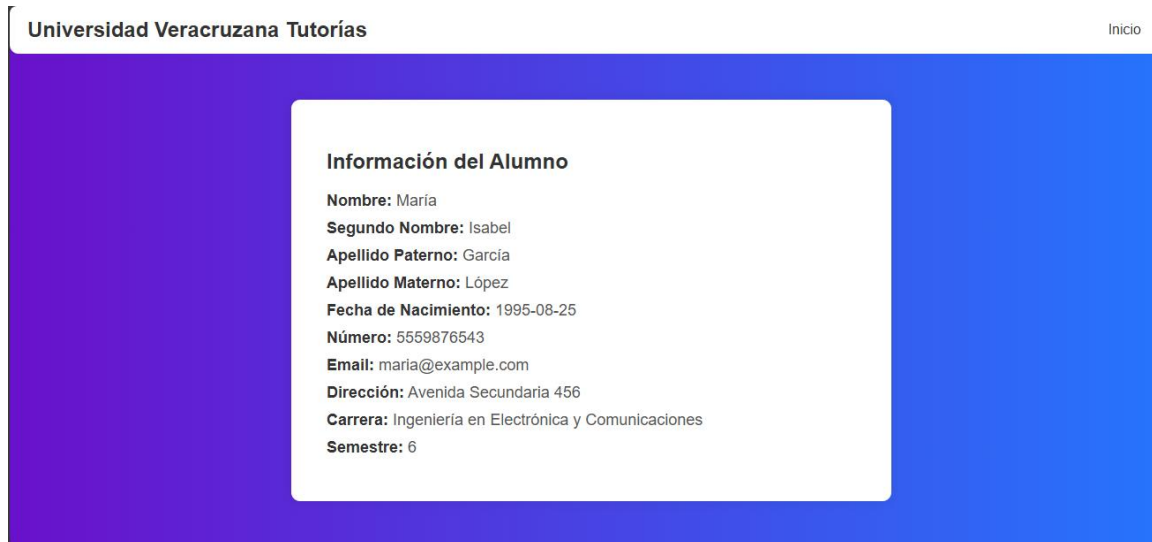 Universidad Veracruzana Tutorías
Inicio
Información del Alumno
Nombre: María
Segundo Nombre: Isabel
Apellido Paterno: García
Apellido Materno: López
Fecha de Nacimiento: 1995-08-25
Número: 5559876543
Email: maria@example.com
Dirección: Avenida Secundaria 456
Carrera: Ingeniería en Electrónica y Comunicaciones
Semestre: 6